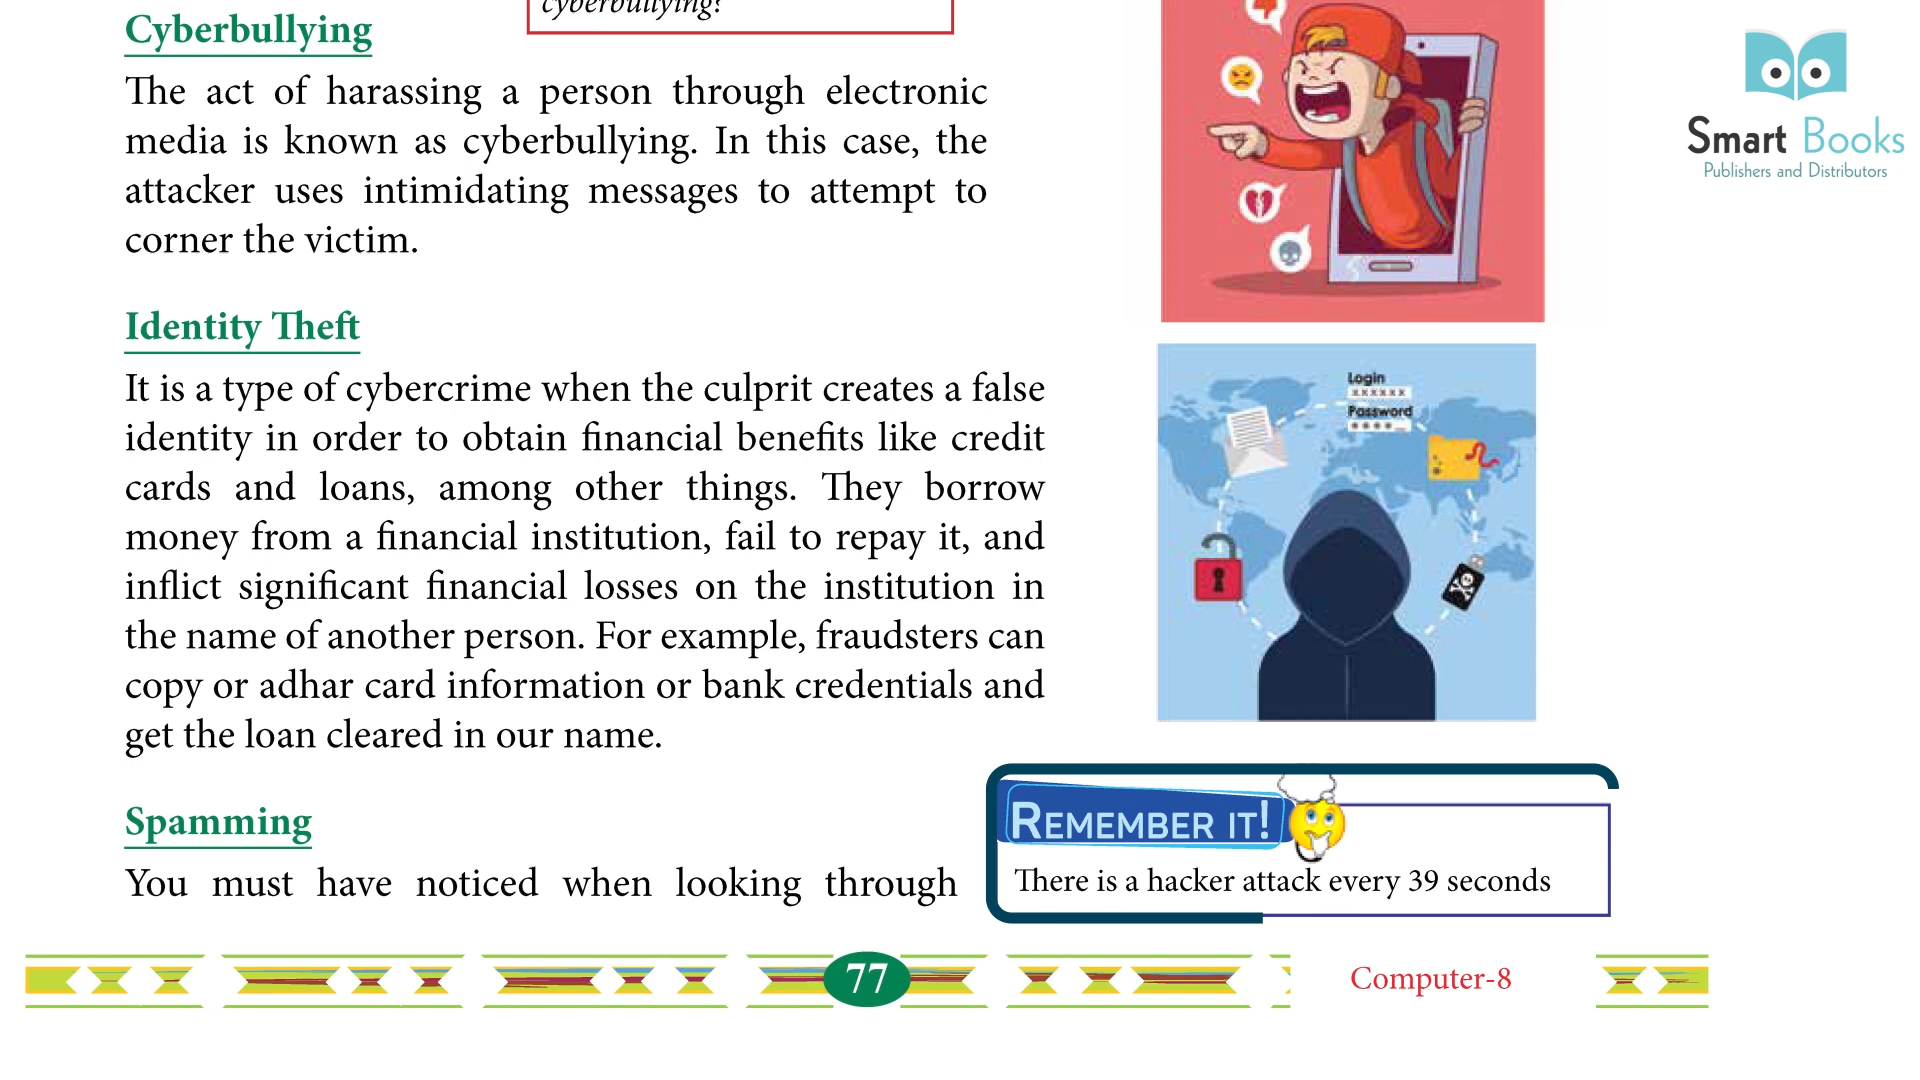 cyberbullying?
Cyberbullying
The act of harassing a person through electronic
media is known as cyberbullying. In this case, the
attacker uses intimidating messages to attempt to
corner the victim.
Identity Theft
It is a type of cybercrime when the culprit creates a false
identity in order to obtain financial benefits like credit
cards and loans, among other things. They borrow
money from a financial institution, fail to repay it, and
inflict significant financial losses on the institution in
the name of another person. For example, fraudsters can
copy or adhar card information or bank credentials and
get the loan cleared in our name.
Spamming
You must have noticed when looking through
Smart Books
Publishers and Distributors
Login
xxxxxx
Password
****_
REMEMBER IT!
There is a hacker attack every 39 seconds
77
Computer-8